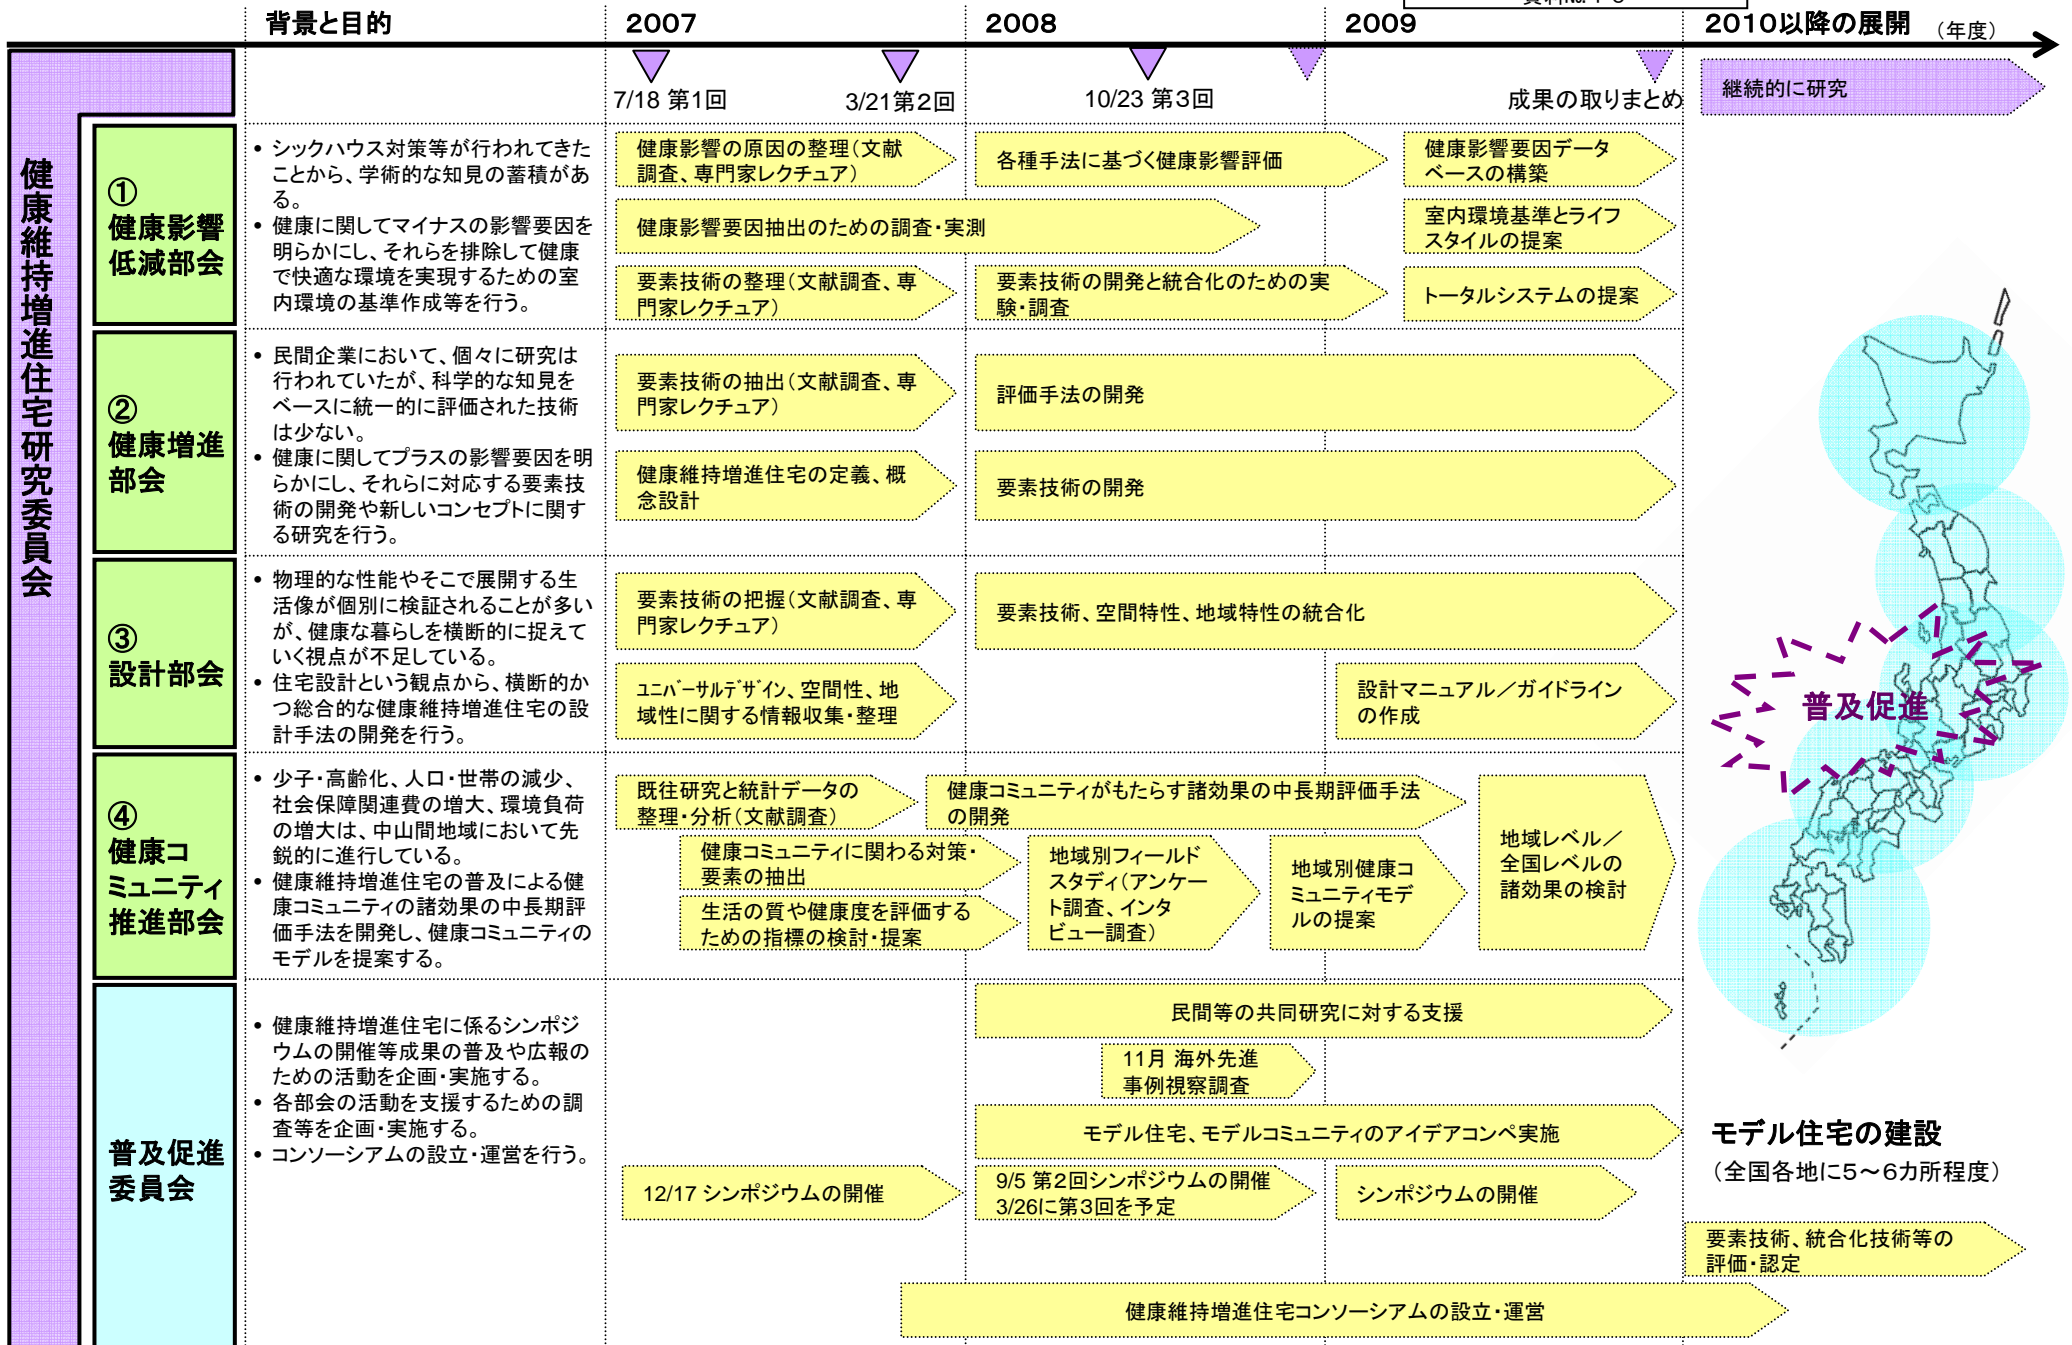 背景と目的
2007
2008
2009
2010以降の展開 (年度)
7/18 第1回
3/21第2回
10/23 第3回
成果の取りまとめ
継続的に研究
健康維持増進住宅研究委員会
①
健康影響
低減部会
• シックハウス対策等が行われてきた
ことから、学術的な知見の蓄積があ
る。
• 健康に関してマイナスの影響要因を
明らかにし、それらを排除して健康
で快適な環境を実現するための室
内環境の基準作成等を行う。
健康影響の原因の整理(文献
調査、専門家レクチュア)
各種手法に基づく健康影響評価
健康影響要因データ
ベースの構築
健康影響要因抽出のための調査・実測
室内環境基準とライフ
スタイルの提案
要素技術の整理(文献調査、専
門家レクチュア)
要素技術の開発と統合化のための実
験・調査
トータルシステムの提案
②
健康増進
部会
• 民間企業において、個々に研究は
行われていたが、科学的な知見を
ベースに統一的に評価された技術
は少ない。
• 健康に関してプラスの影響要因を明
らかにし、それらに対応する要素技
術の開発や新しいコンセプトに関す
る研究を行う。
要素技術の抽出(文献調査、専
門家レクチュア)
評価手法の開発
健康維持増進住宅の定義、概
念設計
要素技術の開発
③
設計部会
• 物理的な性能やそこで展開する生
活像が個別に検証されることが多い
が、健康な暮らしを横断的に捉えて
いく視点が不足している。
• 住宅設計という観点から、横断的か
つ総合的な健康維持増進住宅の設
計手法の開発を行う。
要素技術の把握(文献調査、専
門家レクチュア)
要素技術、空間特性、地域特性の統合化
ユニバーサルデザイン、空間性、地
域性に関する情報収集・整理
設計マニュアル/ガイドライン
の作成
普及促進
④
健康コ
ミュニティ
推進部会
• 少子・高齢化、人口・世帯の減少、
社会保障関連費の増大、環境負荷
の増大は、中山間地域において先
鋭的に進行している。
• 健康維持増進住宅の普及による健
康コミュニティの諸効果の中長期評
価手法を開発し、健康コミュニティの
モデルを提案する。
既往研究と統計データの
整理・分析(文献調査)
健康コミュニティがもたらす諸効果の中長期評価手法
の開発
健康コミュニティに関わる対策・
要素の抽出
生活の質や健康度を評価する
ための指標の検討・提案
地域別フィールド
スタディ(アンケー
ト調査、インタ
ビュー調査)
地域別健康コ
ミュニティモデ
ルの提案
地域レベル/
全国レベルの
諸効果の検討
普及促進
委員会
• 健康維持増進住宅に係るシンポジ
ウムの開催等成果の普及や広報の
ための活動を企画・実施する。
• 各部会の活動を支援するための調
査等を企画・実施する。
• コンソーシアムの設立・運営を行う。
民間等の共同研究に対する支援
11月 海外先進
事例視察調査
モデル住宅、モデルコミュニティのアイデアコンペ実施
12/17 シンポジウムの開催
9/5 第2回シンポジウムの開催
3/26に第3回を予定
シンポジウムの開催
健康維持増進住宅コンソーシアムの設立・運営
モデル住宅の建設
(全国各地に5~6カ所程度)
要素技術、統合化技術等の
評価・認定